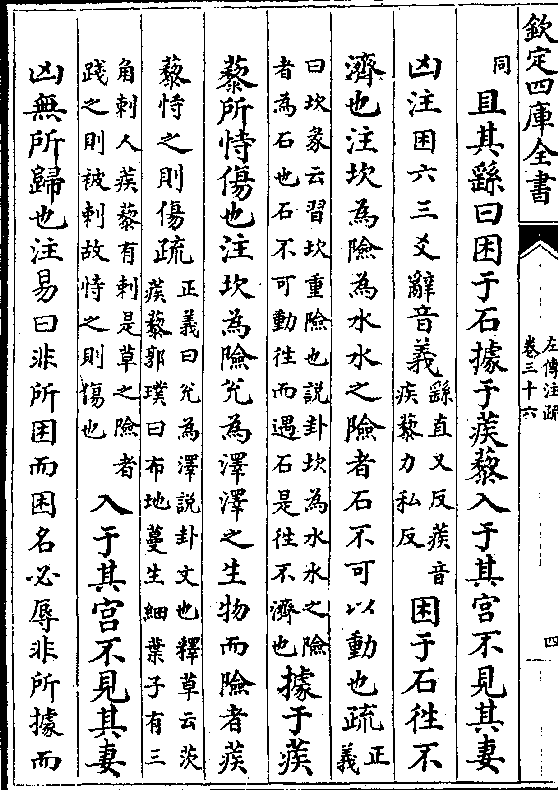 欽定四庫全書
左傳注疏
卷三十六
四
同
且其繇曰困于石據于蒺藜入于其宮不見其妻
凶注困六三爻辭音義
繇直又反蒺音
疾藜力私反
困于石徃不
濟也注坎為險為水水之險者石不可以動也疏
正
義
曰坎彖云習坎重險也說卦坎為水水之險
者為石也石不可動徃而遇石是徃不濟也
據于蒺
藜所恃傷也注坎為險兊為澤澤之生物而險者蒺
藜恃之則傷疏
正義曰兊為澤說卦文也釋草云茨
蒺藜郭璞曰布地蔓生細葉子有三
角刺人蒺藜有刺是草之險者
踐之則被刺故恃之則傷也
入于其宮不見其妻
凶無所歸也注易曰非所困而困名必辱非所據而